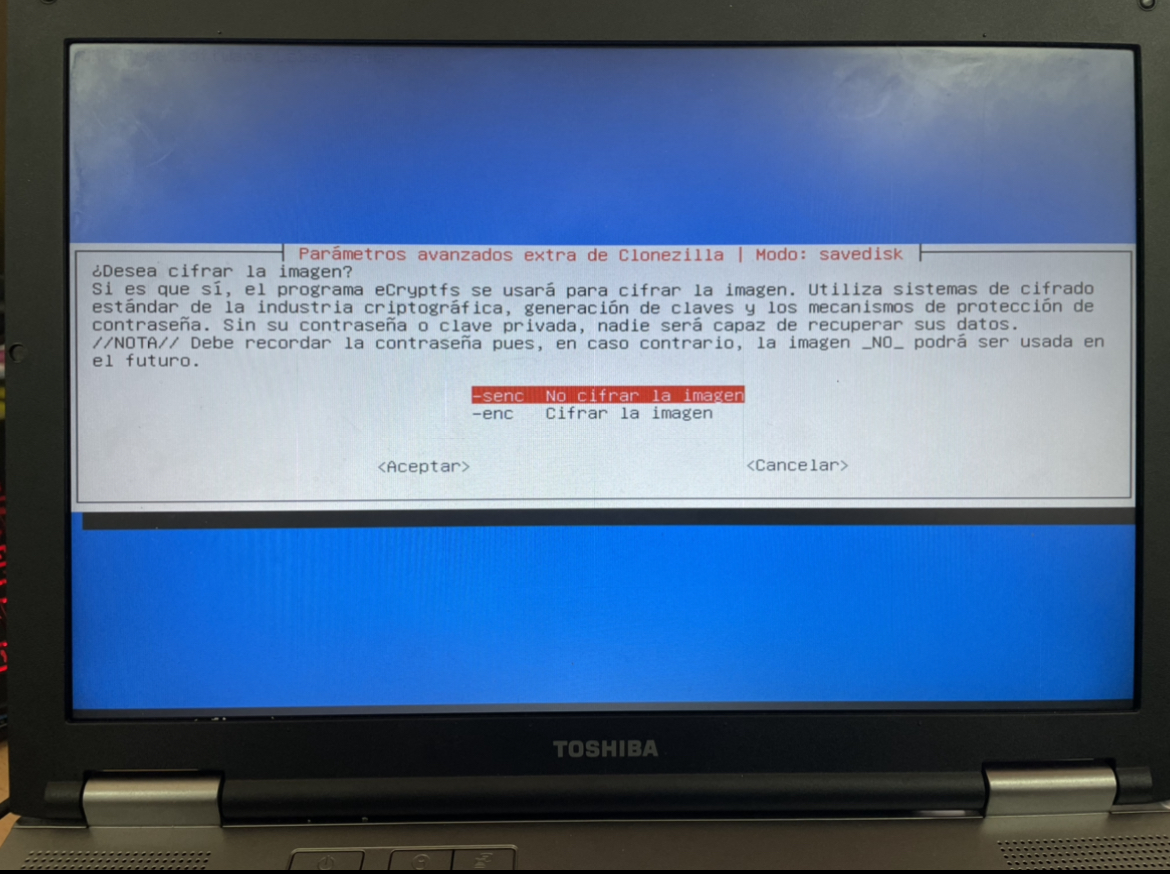 Parámetros avanzados extra de Clonezilla | Modo: savedisk
¿Desea cifrar la imagen?
Si es que sí, el programa eCryptfs se usará para cifrar la imagen. Utiliza sistemas de cifrado
estándar de la industria criptográfica, generación de claves y los mecanismos de protección de
contraseña. Sin su contraseña o clave privada, nadie será capaz de recuperar sus datos.
//NOTA// Debe recordar la contraseña pues, en caso contrario, la imagen _NO_ podrá ser usada en
el futuro.
-senc No cifrar la imagen
-enc Cifrar la imagen
<Aceptar> <Cancelar>
TOSHIBA